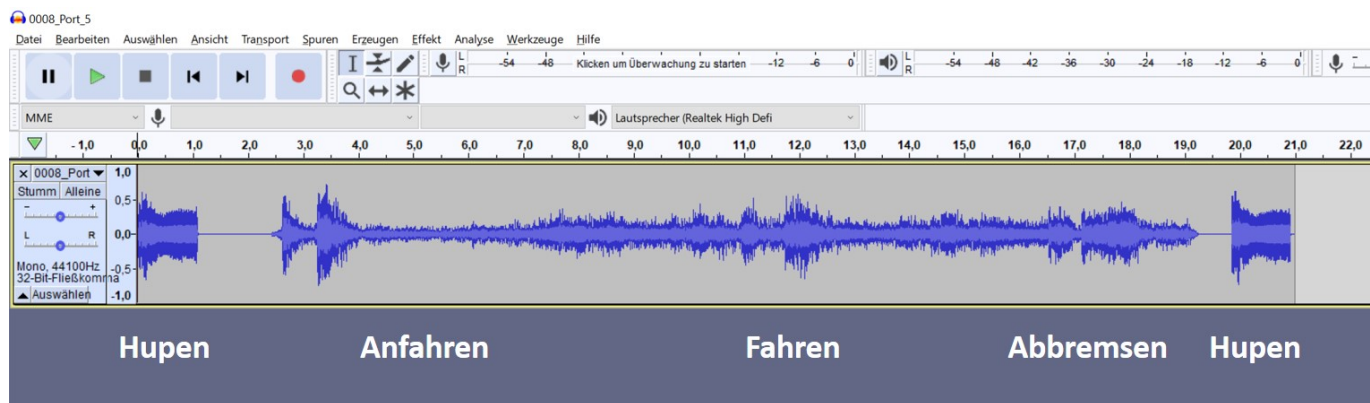 0008_Port_5
Datei Bearbeiten Auswählen Ansicht Transport Spuren Erzeugen Effekt Analyse Werkzeuge Hilfe
L R -54 -48 Klicken um Überwachung zu starten -12 -6 0 L R -54 -48 -42 -36 -30 -24 -18 -12 -6 0
MME Lautsprecher (Realtek High Defi
- 1,0 0,0 1,0 2,0 3,0 4,0 5,0 6,0 7,0 8,0 9,0 10,0 11,0 12,0 13,0 14,0 15,0 16,0 17,0 18,0 19,0 20,0 21,0 22,0
x 0008_Port 1,0
Stumm Alleine 0,5
- +
L R 0,0
Mono, 44100Hz -0,5
32-Bit-Fließkomma
Auswählen -1,0
Hupen Anfahren Fahren Abbremsen Hupen